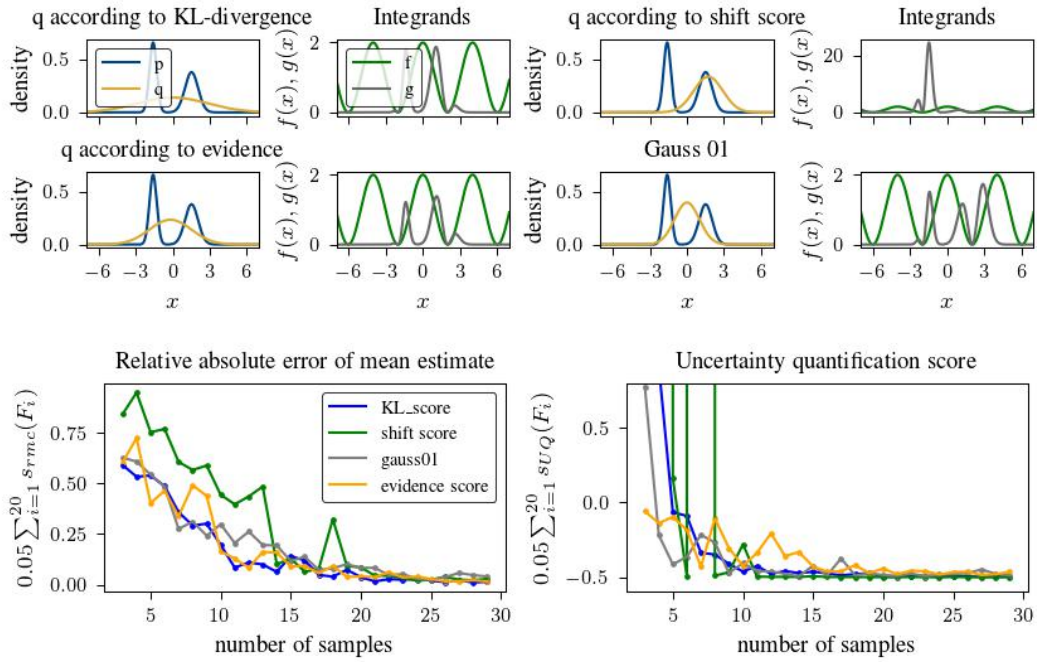 q according to KL-divergence
Integrands
q according to shift score
Integrands
density
0.5
0.0
p
q
f(x), g(x)
2
0
f
g
density
0.5
0.0
f(x), g(x)
20
0
q according to evidence
Gauss 01
density
0.5
0.0
−6 −3 0 3 6
x
f(x), g(x)
2
0
−6 −3 0 3 6
x
density
0.5
0.0
−6 −3 0 3 6
x
f(x), g(x)
2
0
−6 −3 0 3 6
x
Relative absolute error of mean estimate
0.05 ∑_{i=1}^{20} s_{rmc}(F_i)
0.75
0.50
0.25
0.00
KL_score
shift score
gauss01
evidence score
5 10 15 20 25 30
number of samples
Uncertainty quantification score
0.05 ∑_{i=1}^{20} s_{UQ}(F_i)
0.5
0.0
−0.5
5 10 15 20 25 30
number of samples